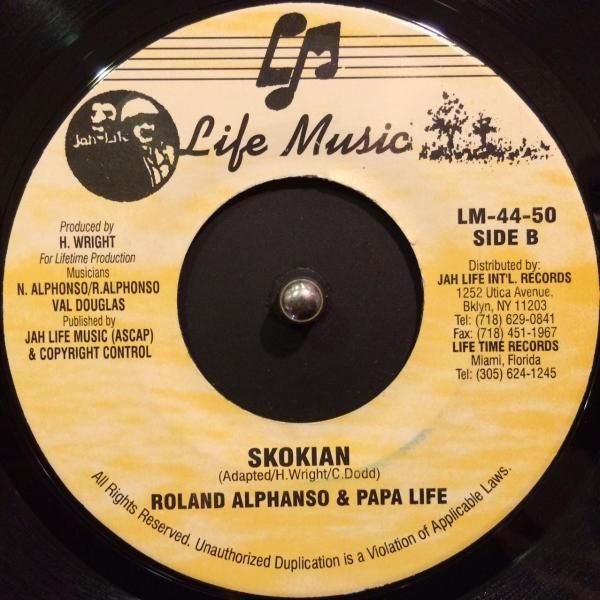 Jah Life
Life Music
Produced by
H. WRIGHT
For Lifetime Production
Musicians
N. ALPHONSO/R.ALPHONSO
VAL DOUGLAS
Published by
JAH LIFE MUSIC (ASCAP)
& COPYRIGHT CONTROL
LM-44-50
SIDE B
Distributed by:
JAH LIFE INT'L. RECORDS
1252 Utica Avenue,
Bklyn, NY 11203
Tel: (718) 629-0841
Fax: (718) 451-1967
LIFE TIME RECORDS
Miami, Florida
Tel: (305) 624-1245
SKOKIAN
(Adapted/H.Wright/C.Dodd)
ROLAND ALPHANSO & PAPA LIFE
All Rights Reserved. Unauthorized Duplication is a Violation of Applicable Laws.